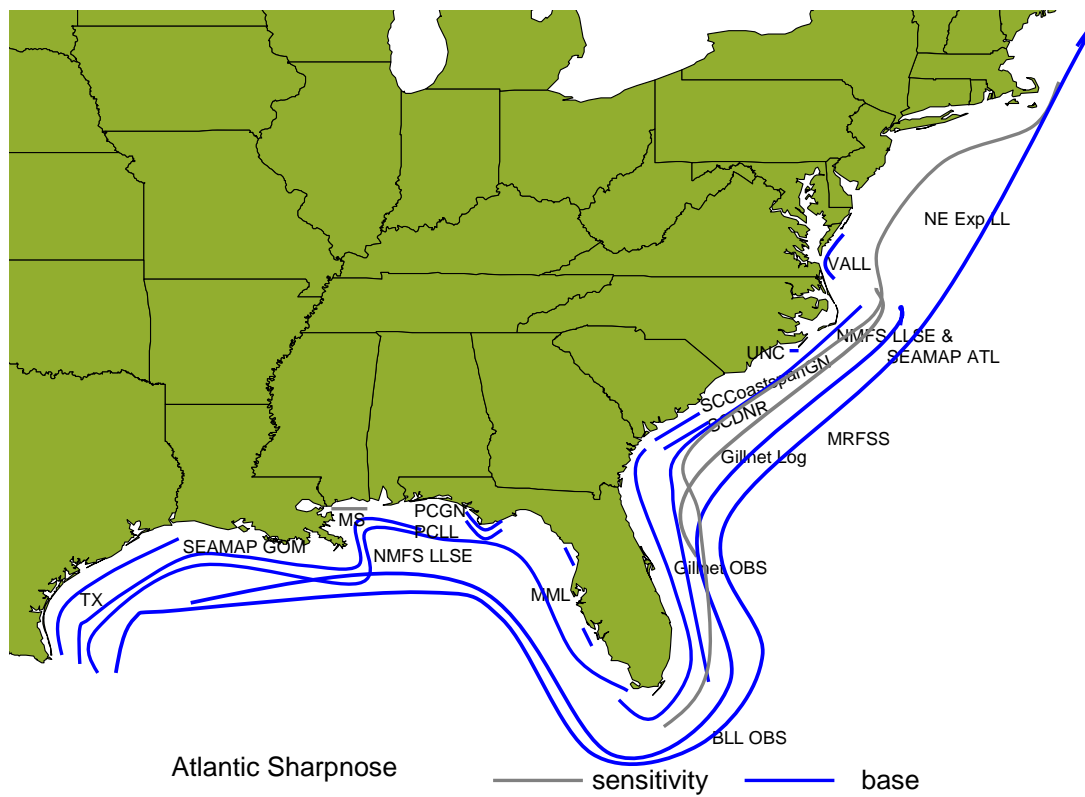 NE Exp LL
VALL
NMFS LLSE &
UNC
SEAMAP ATL
SCCoastspanGN
SCDNR
MRFSS
Gillnet Log
PCGN
MS
PCLL
SEAMAP GOM
NMFS LLSE
Gillnet OBS
MML
TX
BLL OBS
Atlantic Sharpnose
sensitivity
base